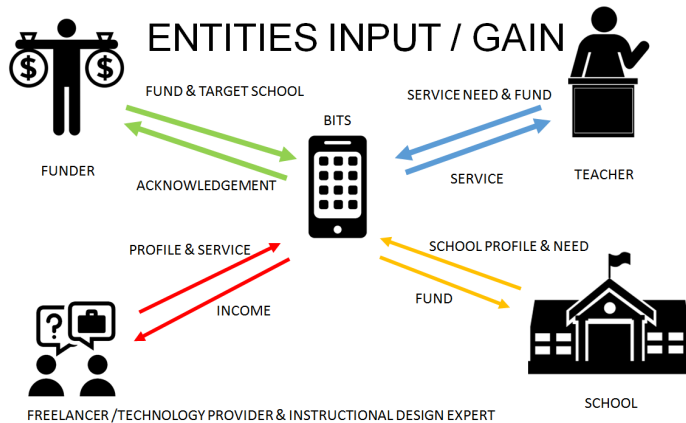 ENTITIES INPUT / GAIN
$ $
FUND & TARGET SCHOOL
SERVICE NEED & FUND
BITS
FUNDER
ACKNOWLEDGEMENT
SERVICE
TEACHER
PROFILE & SERVICE
SCHOOL PROFILE & NEED
INCOME
FUND
?
SCHOOL
FREELANCER /TECHNOLOGY PROVIDER & INSTRUCTIONAL DESIGN EXPERT